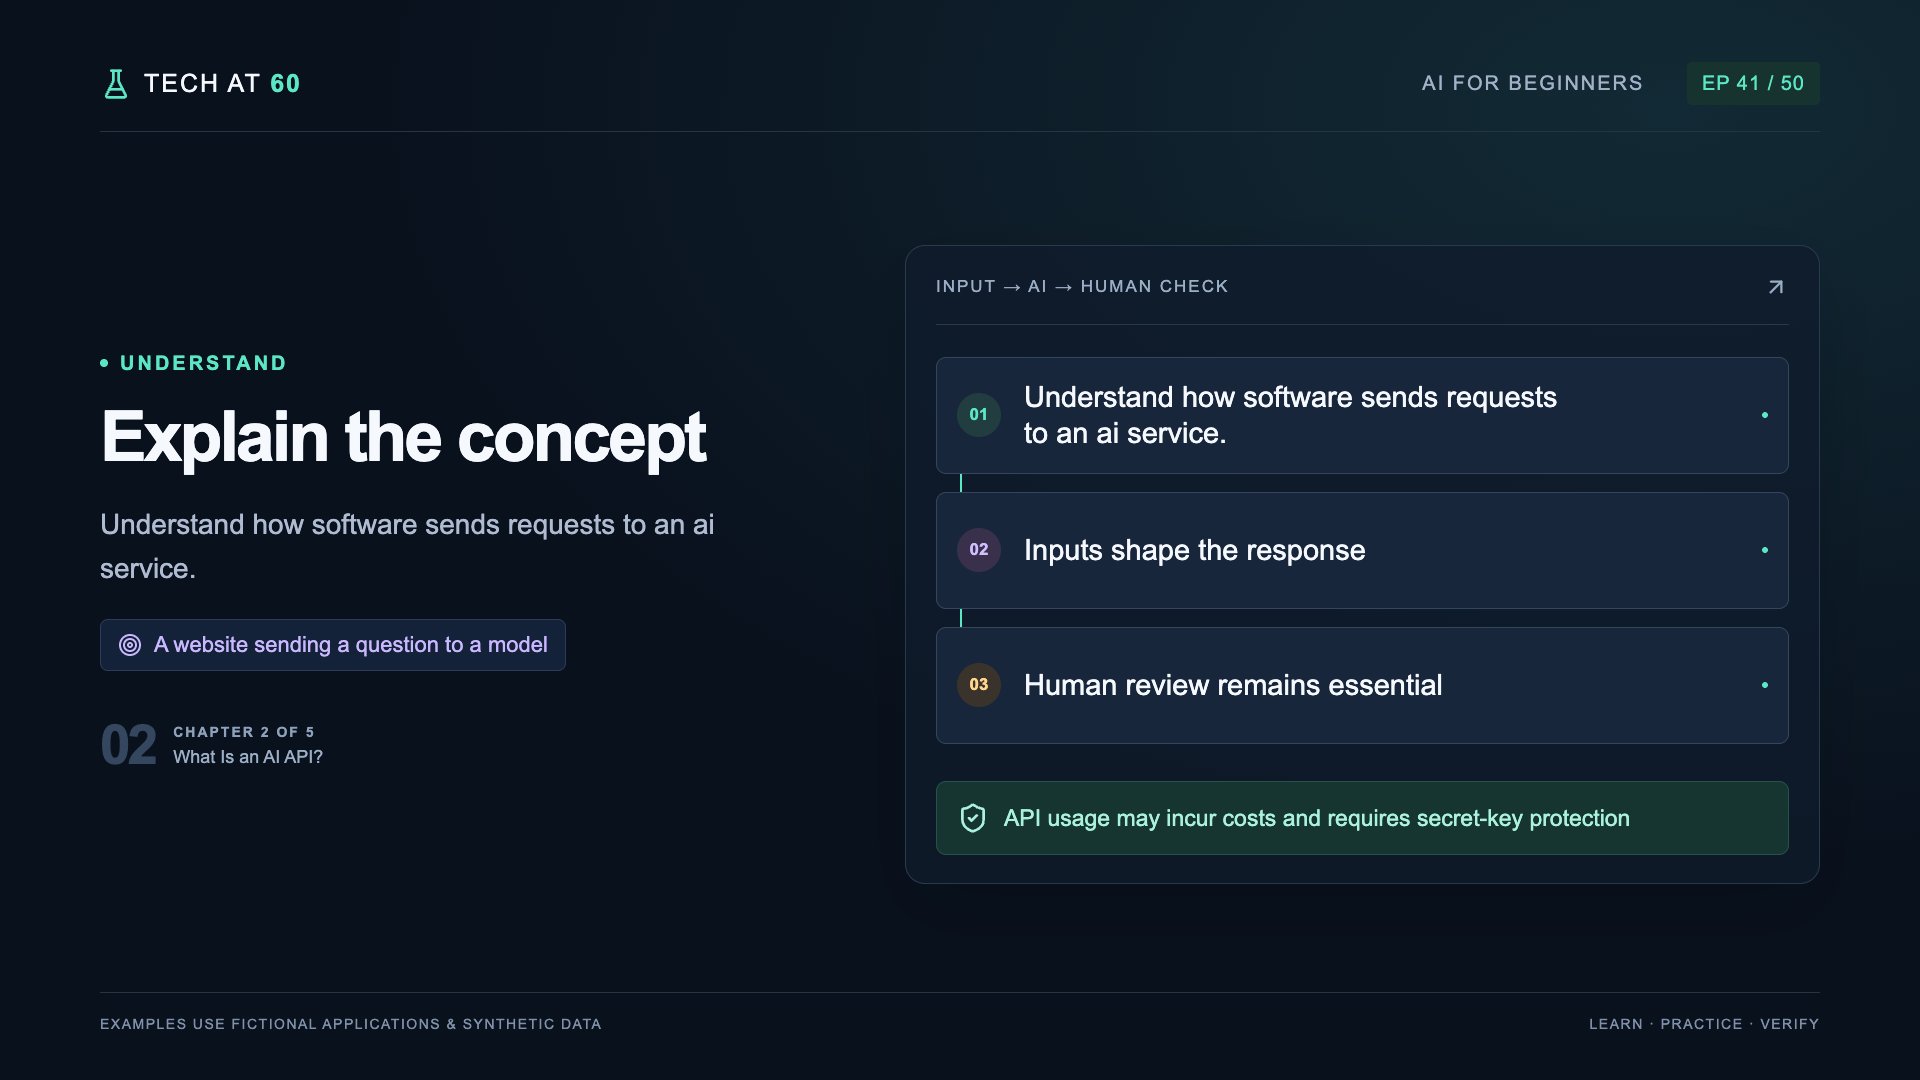 TECH AT 60
AI FOR BEGINNERS
EP 41 / 50
UNDERSTAND
Explain the concept
Understand how software sends requests to an ai
service.
A website sending a question to a model
02
CHAPTER 2 OF 5
What Is an AI API?
INPUT → AI → HUMAN CHECK
01
Understand how software sends requests
to an ai service.
02
Inputs shape the response
03
Human review remains essential
API usage may incur costs and requires secret-key protection
EXAMPLES USE FICTIONAL APPLICATIONS & SYNTHETIC DATA
LEARN · PRACTICE · VERIFY